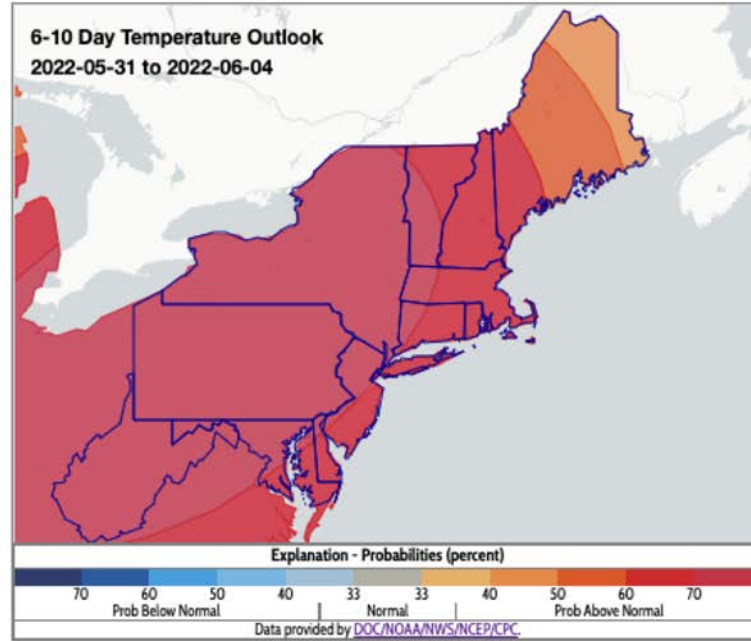 6-10 Day Temperature Outlook
2022-05-31 to 2022-06-04
Explanation - Probabilities (percent)
70 60 50 40 33 33 40 50 60 70
Prob Below Normal Normal Prob Above Normal
Data provided by DOC/NOAA/NWS/NCEP/CPC.